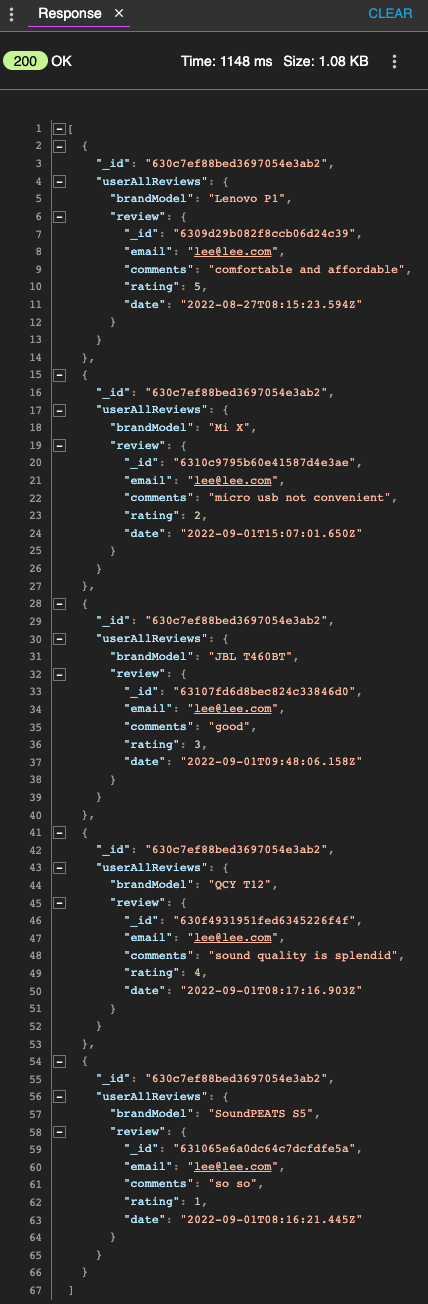 Response ×
CLEAR
200 OK
Time: 1148 ms Size: 1.08 KB
1 [
2 {
3 "_id": "630c7ef88bed3697054e3ab2",
4 "userAllReviews": {
5 "brandModel": "Lenovo P1",
6 "review": {
7 "_id": "6309d29b082f8ccb06d24c39",
8 "email": "lee@lee.com",
9 "comments": "comfortable and affordable",
10 "rating": 5,
11 "date": "2022-08-27T08:15:23.594Z"
12 }
13 }
14 },
15 {
16 "_id": "630c7ef88bed3697054e3ab2",
17 "userAllReviews": {
18 "brandModel": "Mi X",
19 "review": {
20 "_id": "6310c9795b60e41587d4e3ae",
21 "email": "lee@lee.com",
22 "comments": "micro usb not convenient",
23 "rating": 2,
24 "date": "2022-09-01T15:07:01.650Z"
25 }
26 }
27 },
28 {
29 "_id": "630c7ef88bed3697054e3ab2",
30 "userAllReviews": {
31 "brandModel": "JBL T460BT",
32 "review": {
33 "_id": "63107fd6d8bec824c33846d0",
34 "email": "lee@lee.com",
35 "comments": "good",
36 "rating": 3,
37 "date": "2022-09-01T09:48:06.158Z"
38 }
39 }
40 },
41 {
42 "_id": "630c7ef88bed3697054e3ab2",
43 "userAllReviews": {
44 "brandModel": "QCY T12",
45 "review": {
46 "_id": "630f4931951fed6345226f4f",
47 "email": "lee@lee.com",
48 "comments": "sound quality is splendid",
49 "rating": 4,
50 "date": "2022-09-01T08:17:16.903Z"
51 }
52 }
53 },
54 {
55 "_id": "630c7ef88bed3697054e3ab2",
56 "userAllReviews": {
57 "brandModel": "SoundPEATS S5",
58 "review": {
59 "_id": "631065e6a0dc64c7dcfdfe5a",
60 "email": "lee@lee.com",
61 "comments": "so so",
62 "rating": 1,
63 "date": "2022-09-01T08:16:21.445Z"
64 }
65 }
66 }
67 ]